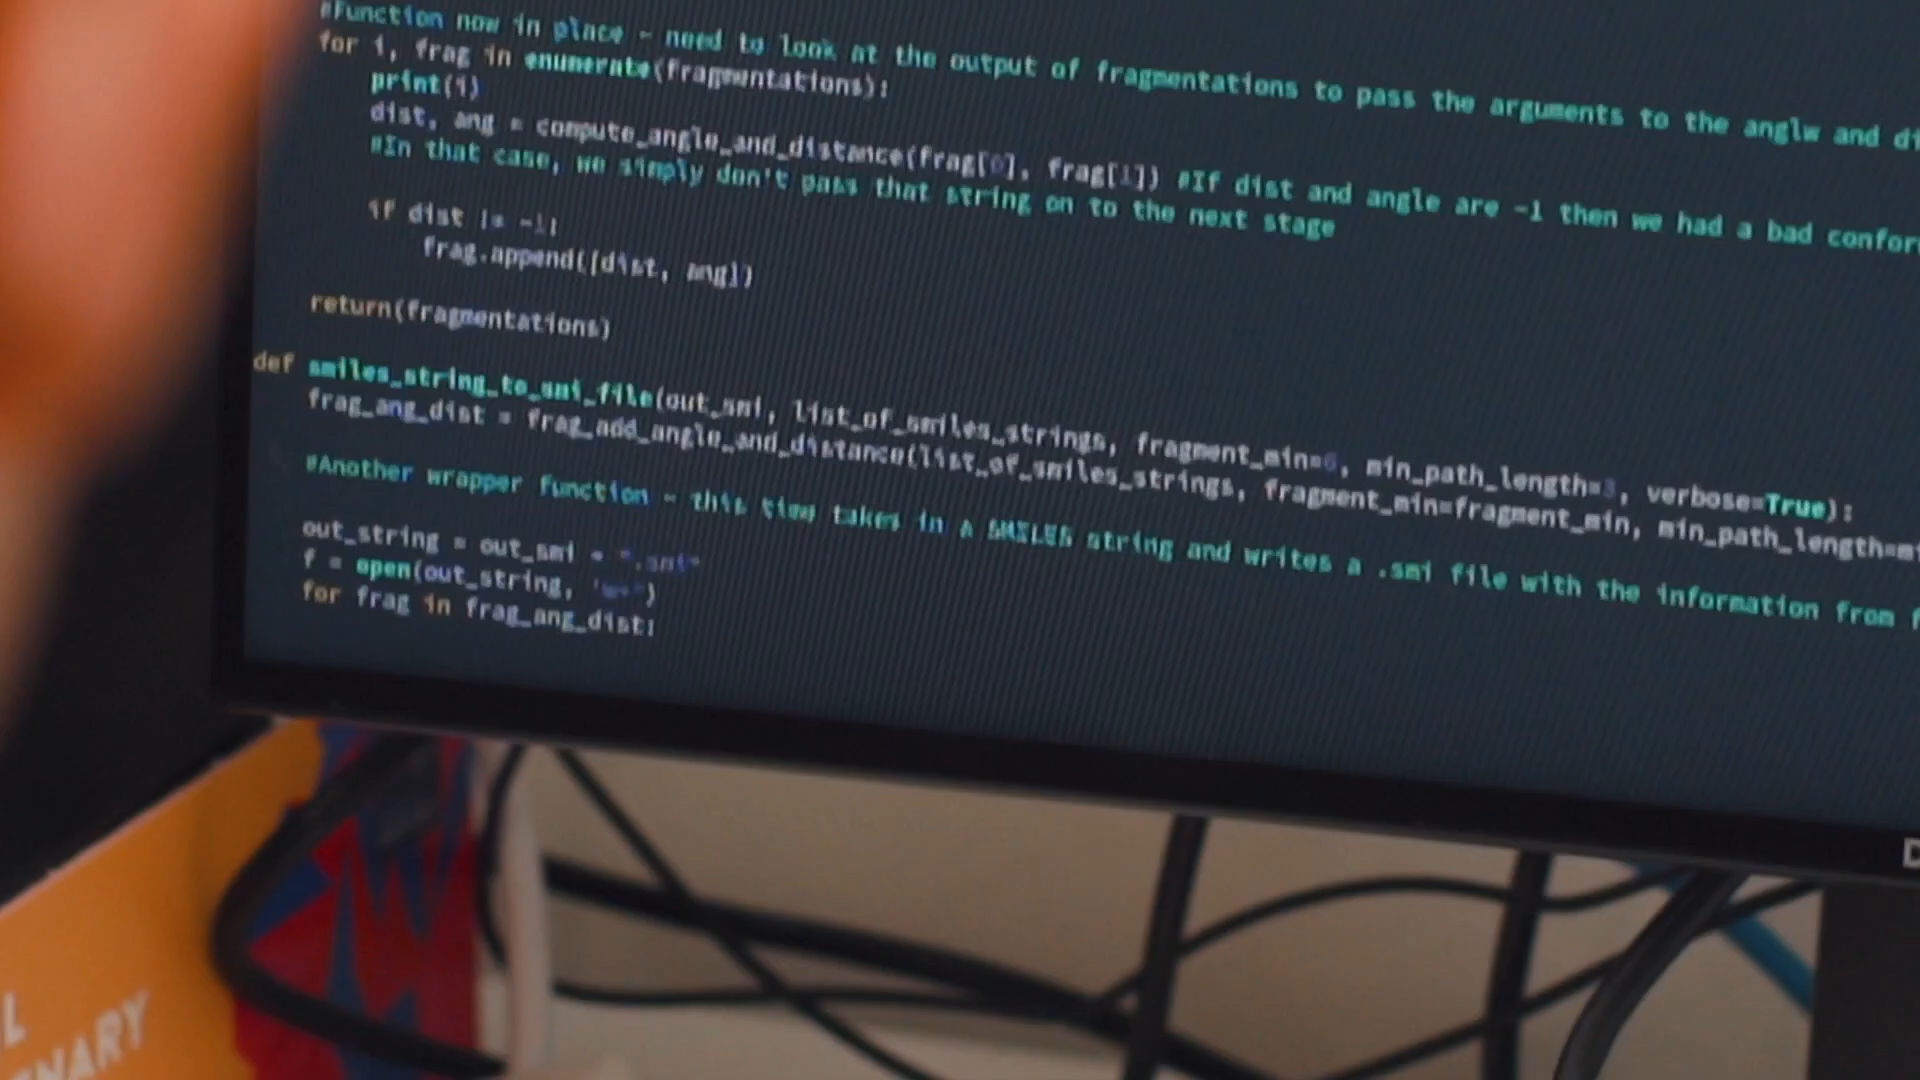 #Function now in place - need to look at the output of fragmentations to pass the arguments to the anglw and di
for i, frag in enumerate(fragmentations):
print(i)
dist, ang = compute_angle_and_distance(frag[0], frag[1]) #If dist and angle are -1 then we had a bad confor
#In that case, we simply don't pass that string on to the next stage
if dist != -1:
frag.append([dist, ang])
return(fragmentations)
def smiles_string_to_smi_file(out_smi, list_of_smiles_strings, fragment_min=6, min_path_length=3, verbose=True):
frag_ang_dist = frag_add_angle_and_distance(list_of_smiles_strings, fragment_min=fragment_min, min_path_length=mi
#Another wrapper function - this time takes in a SMILES string and writes a .smi file with the information from f
out_string = out_smi + ".smi"
f = open(out_string, 'w+')
for frag in frag_ang_dist:
D
L
NARY